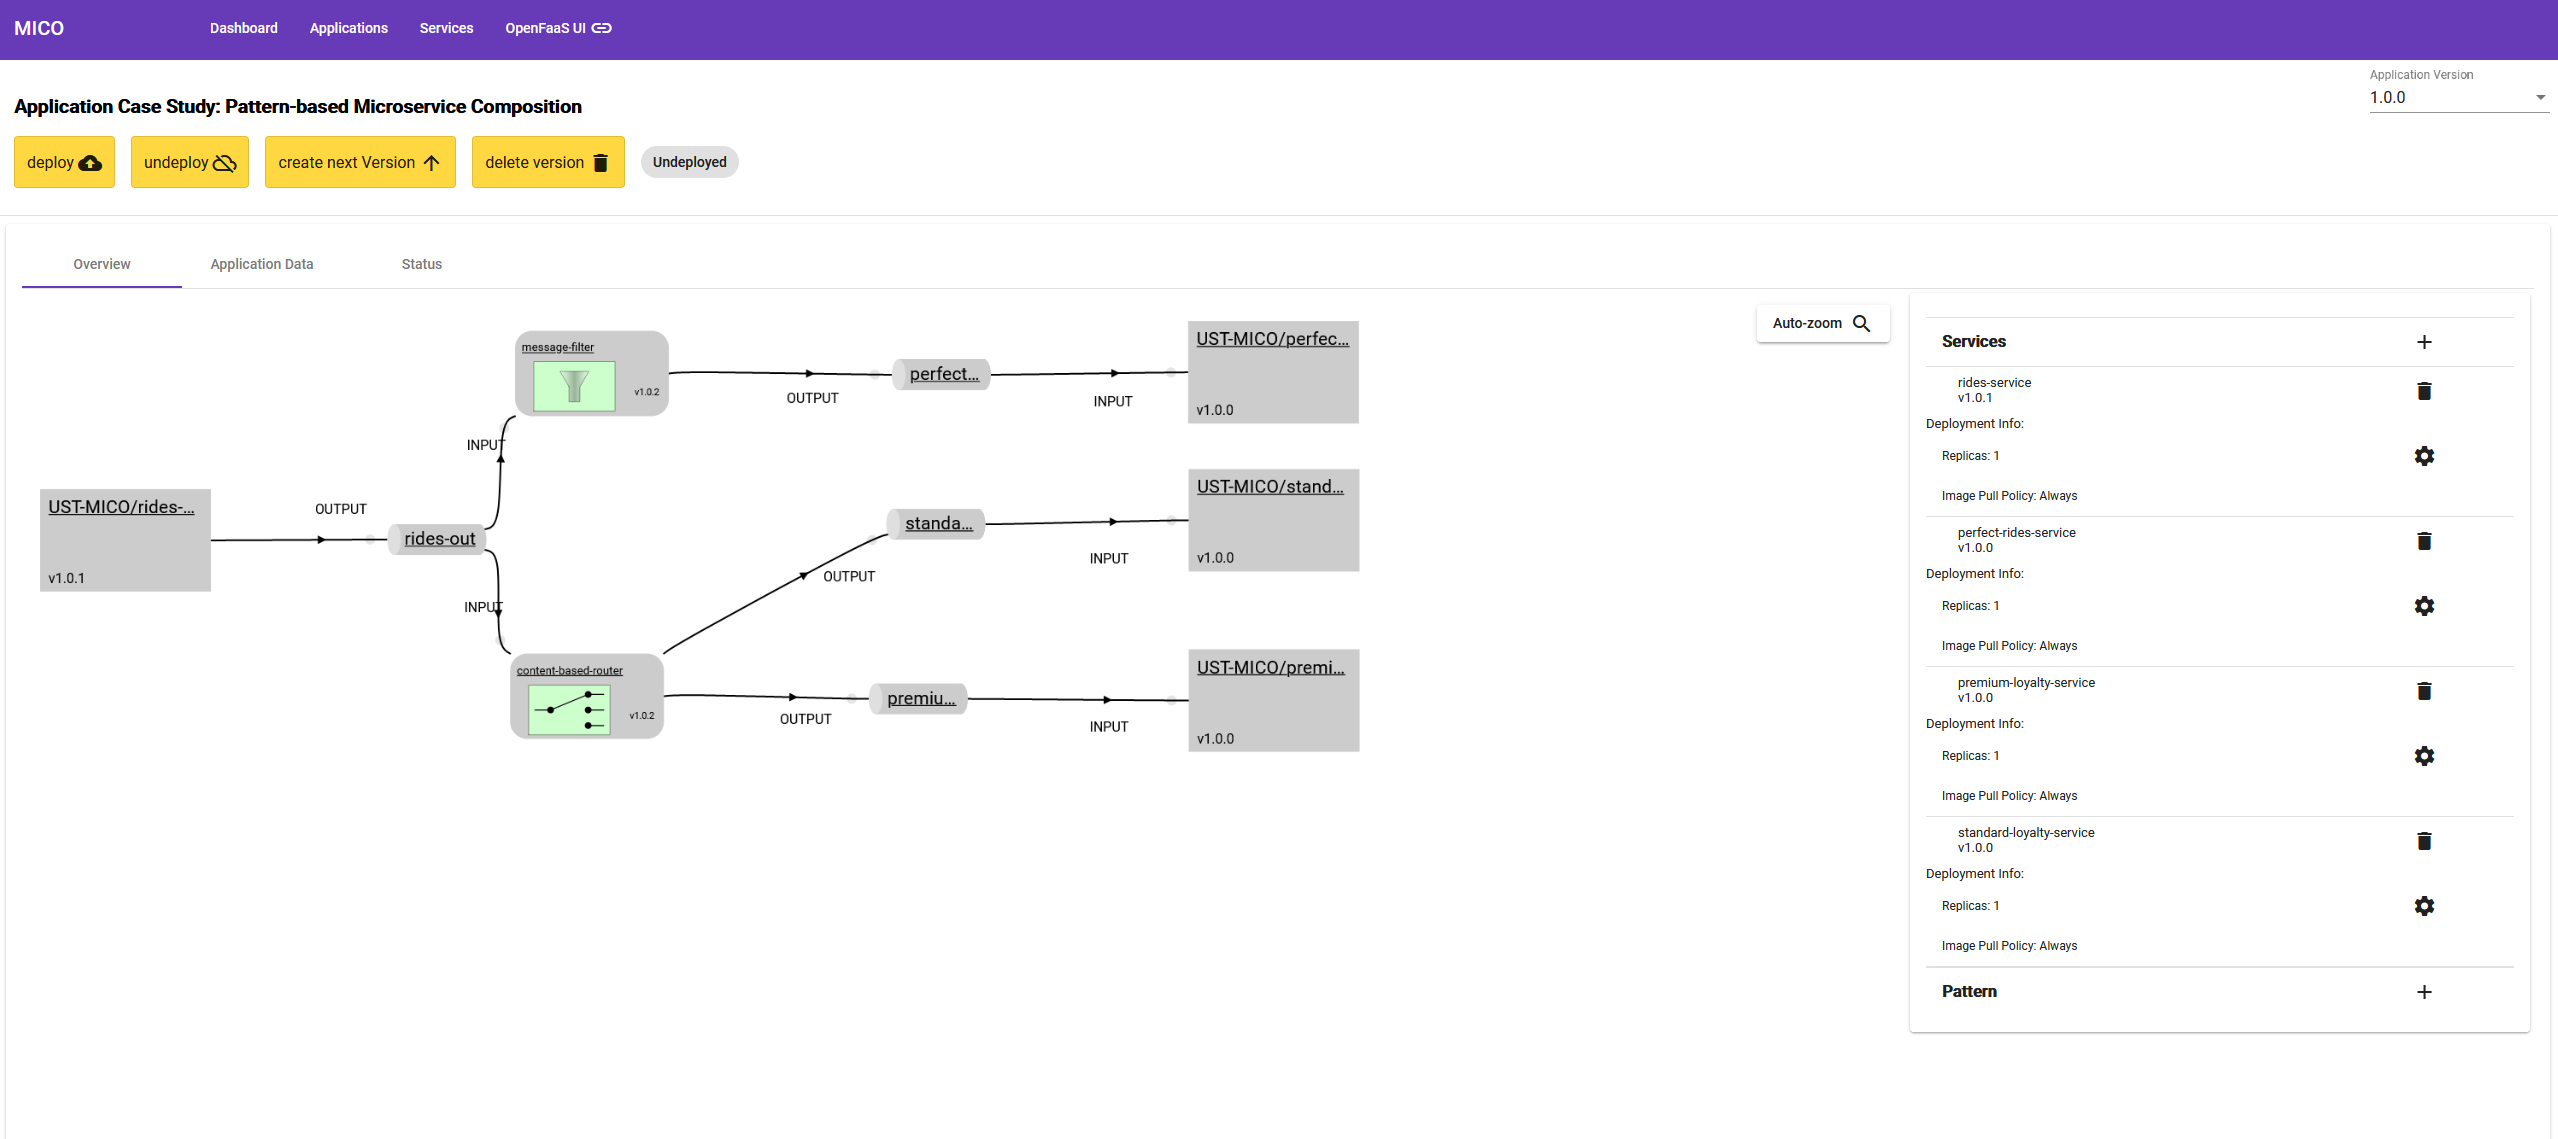 MICO
Dashboard
Applications
Services
OpenFaaS UI
Application Version
1.0.0
Application Case Study: Pattern-based Microservice Composition
deploy
undeploy
create next Version
delete version
Undeployed
Overview
Application Data
Status
Auto-zoom
message-filter
v1.0.2
UST-MICO/perfec...
v1.0.0
perfect...
OUTPUT
INPUT
INPUT
UST-MICO/rides-...
v1.0.1
OUTPUT
rides-out
UST-MICO/stand...
v1.0.0
standa...
OUTPUT
INPUT
INPUT
content-based-router
v1.0.2
UST-MICO/premi...
v1.0.0
premiu...
OUTPUT
INPUT
Services
rides-service
v1.0.1
Deployment Info:
Replicas: 1
Image Pull Policy: Always
perfect-rides-service
v1.0.0
Deployment Info:
Replicas: 1
Image Pull Policy: Always
premium-loyalty-service
v1.0.0
Deployment Info:
Replicas: 1
Image Pull Policy: Always
standard-loyalty-service
v1.0.0
Deployment Info:
Replicas: 1
Image Pull Policy: Always
Pattern